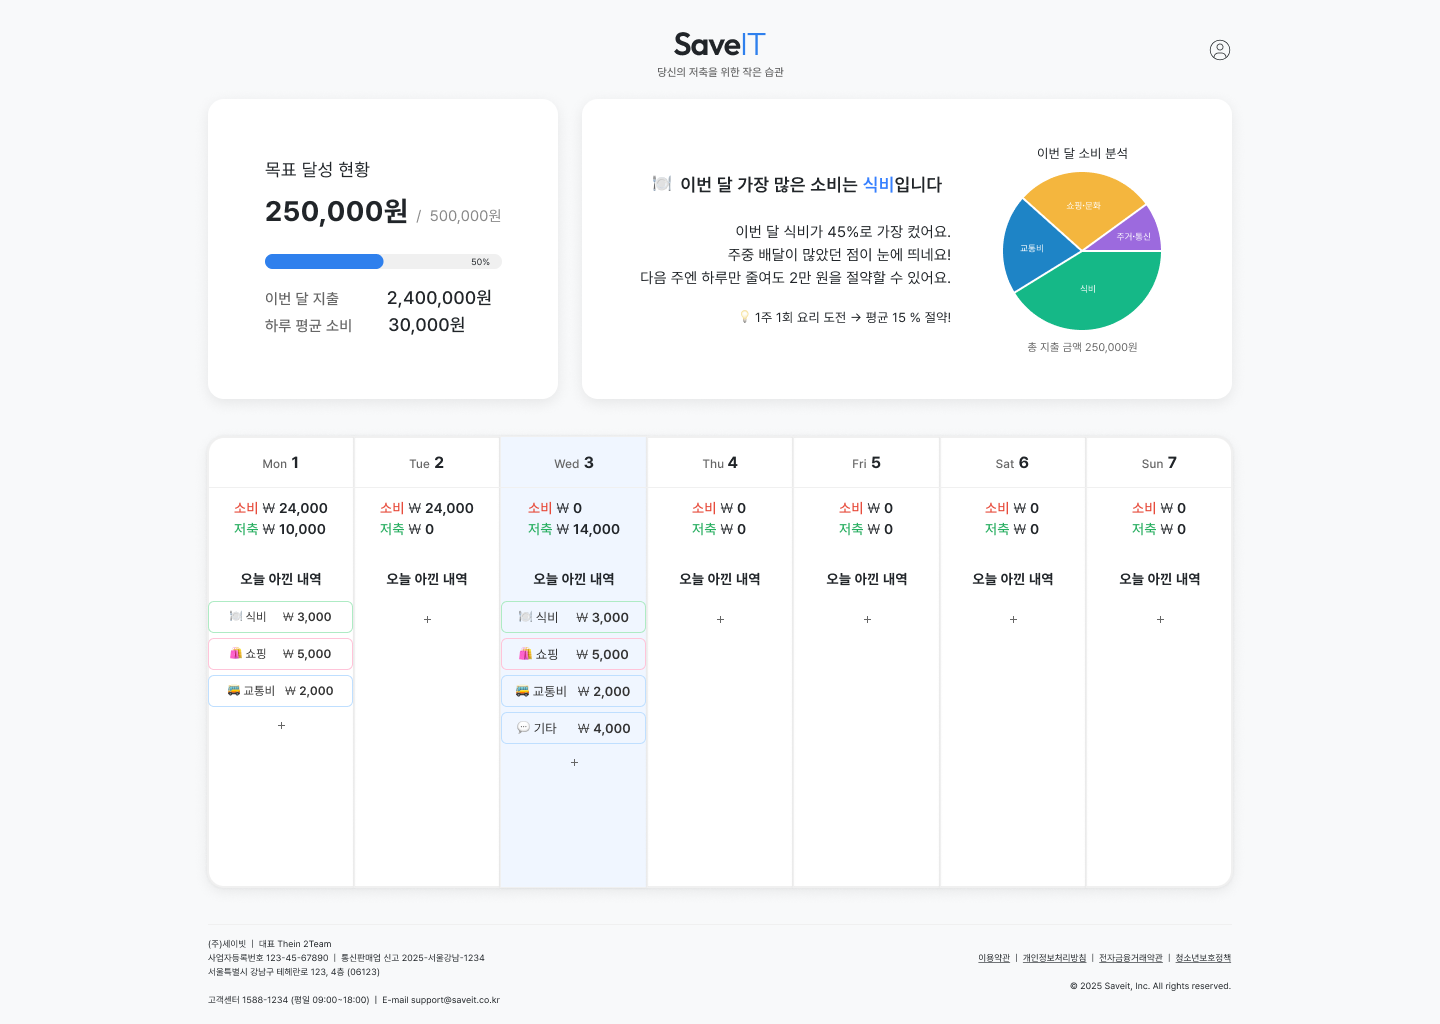 SaveIT
당신의 저축을 위한 작은 습관
목표 달성 현황
250,000원 / 500,000원
50%
이번 달 지출 2,400,000원
하루 평균 소비 30,000원
🍽️ 이번 달 가장 많은 소비는 식비입니다
이번 달 식비가 45%로 가장 컸어요.
주중 배달이 많았던 점이 눈에 띄네요!
다음 주엔 하루만 줄여도 2만 원을 절약할 수 있어요.
💡 1주 1회 요리 도전 → 평균 15 % 절약!
이번 달 소비 분석
쇼핑·문화
주거·통신
교통비
식비
총 지출 금액 250,000원
Mon 1
소비 ₩ 24,000
저축 ₩ 10,000
오늘 아낀 내역
🍽️ 식비 ₩ 3,000
🛍️ 쇼핑 ₩ 5,000
🚌 교통비 ₩ 2,000
+
Tue 2
소비 ₩ 24,000
저축 ₩ 0
오늘 아낀 내역
+
Wed 3
소비 ₩ 0
저축 ₩ 14,000
오늘 아낀 내역
🍽️ 식비 ₩ 3,000
🛍️ 쇼핑 ₩ 5,000
🚌 교통비 ₩ 2,000
💬 기타 ₩ 4,000
+
Thu 4
소비 ₩ 0
저축 ₩ 0
오늘 아낀 내역
+
Fri 5
소비 ₩ 0
저축 ₩ 0
오늘 아낀 내역
+
Sat 6
소비 ₩ 0
저축 ₩ 0
오늘 아낀 내역
+
Sun 7
소비 ₩ 0
저축 ₩ 0
오늘 아낀 내역
+
(주)세이빗 | 대표 Thein 2Team
사업자등록번호 123-45-67890 | 통신판매업 신고 2025-서울강남-1234
서울특별시 강남구 테헤란로 123, 4층 (06123)
고객센터 1588-1234 (평일 09:00~18:00) | E-mail support@saveit.co.kr
이용약관 | 개인정보처리방침 | 전자금융거래약관 | 청소년보호정책
© 2025 Saveit, Inc. All rights reserved.